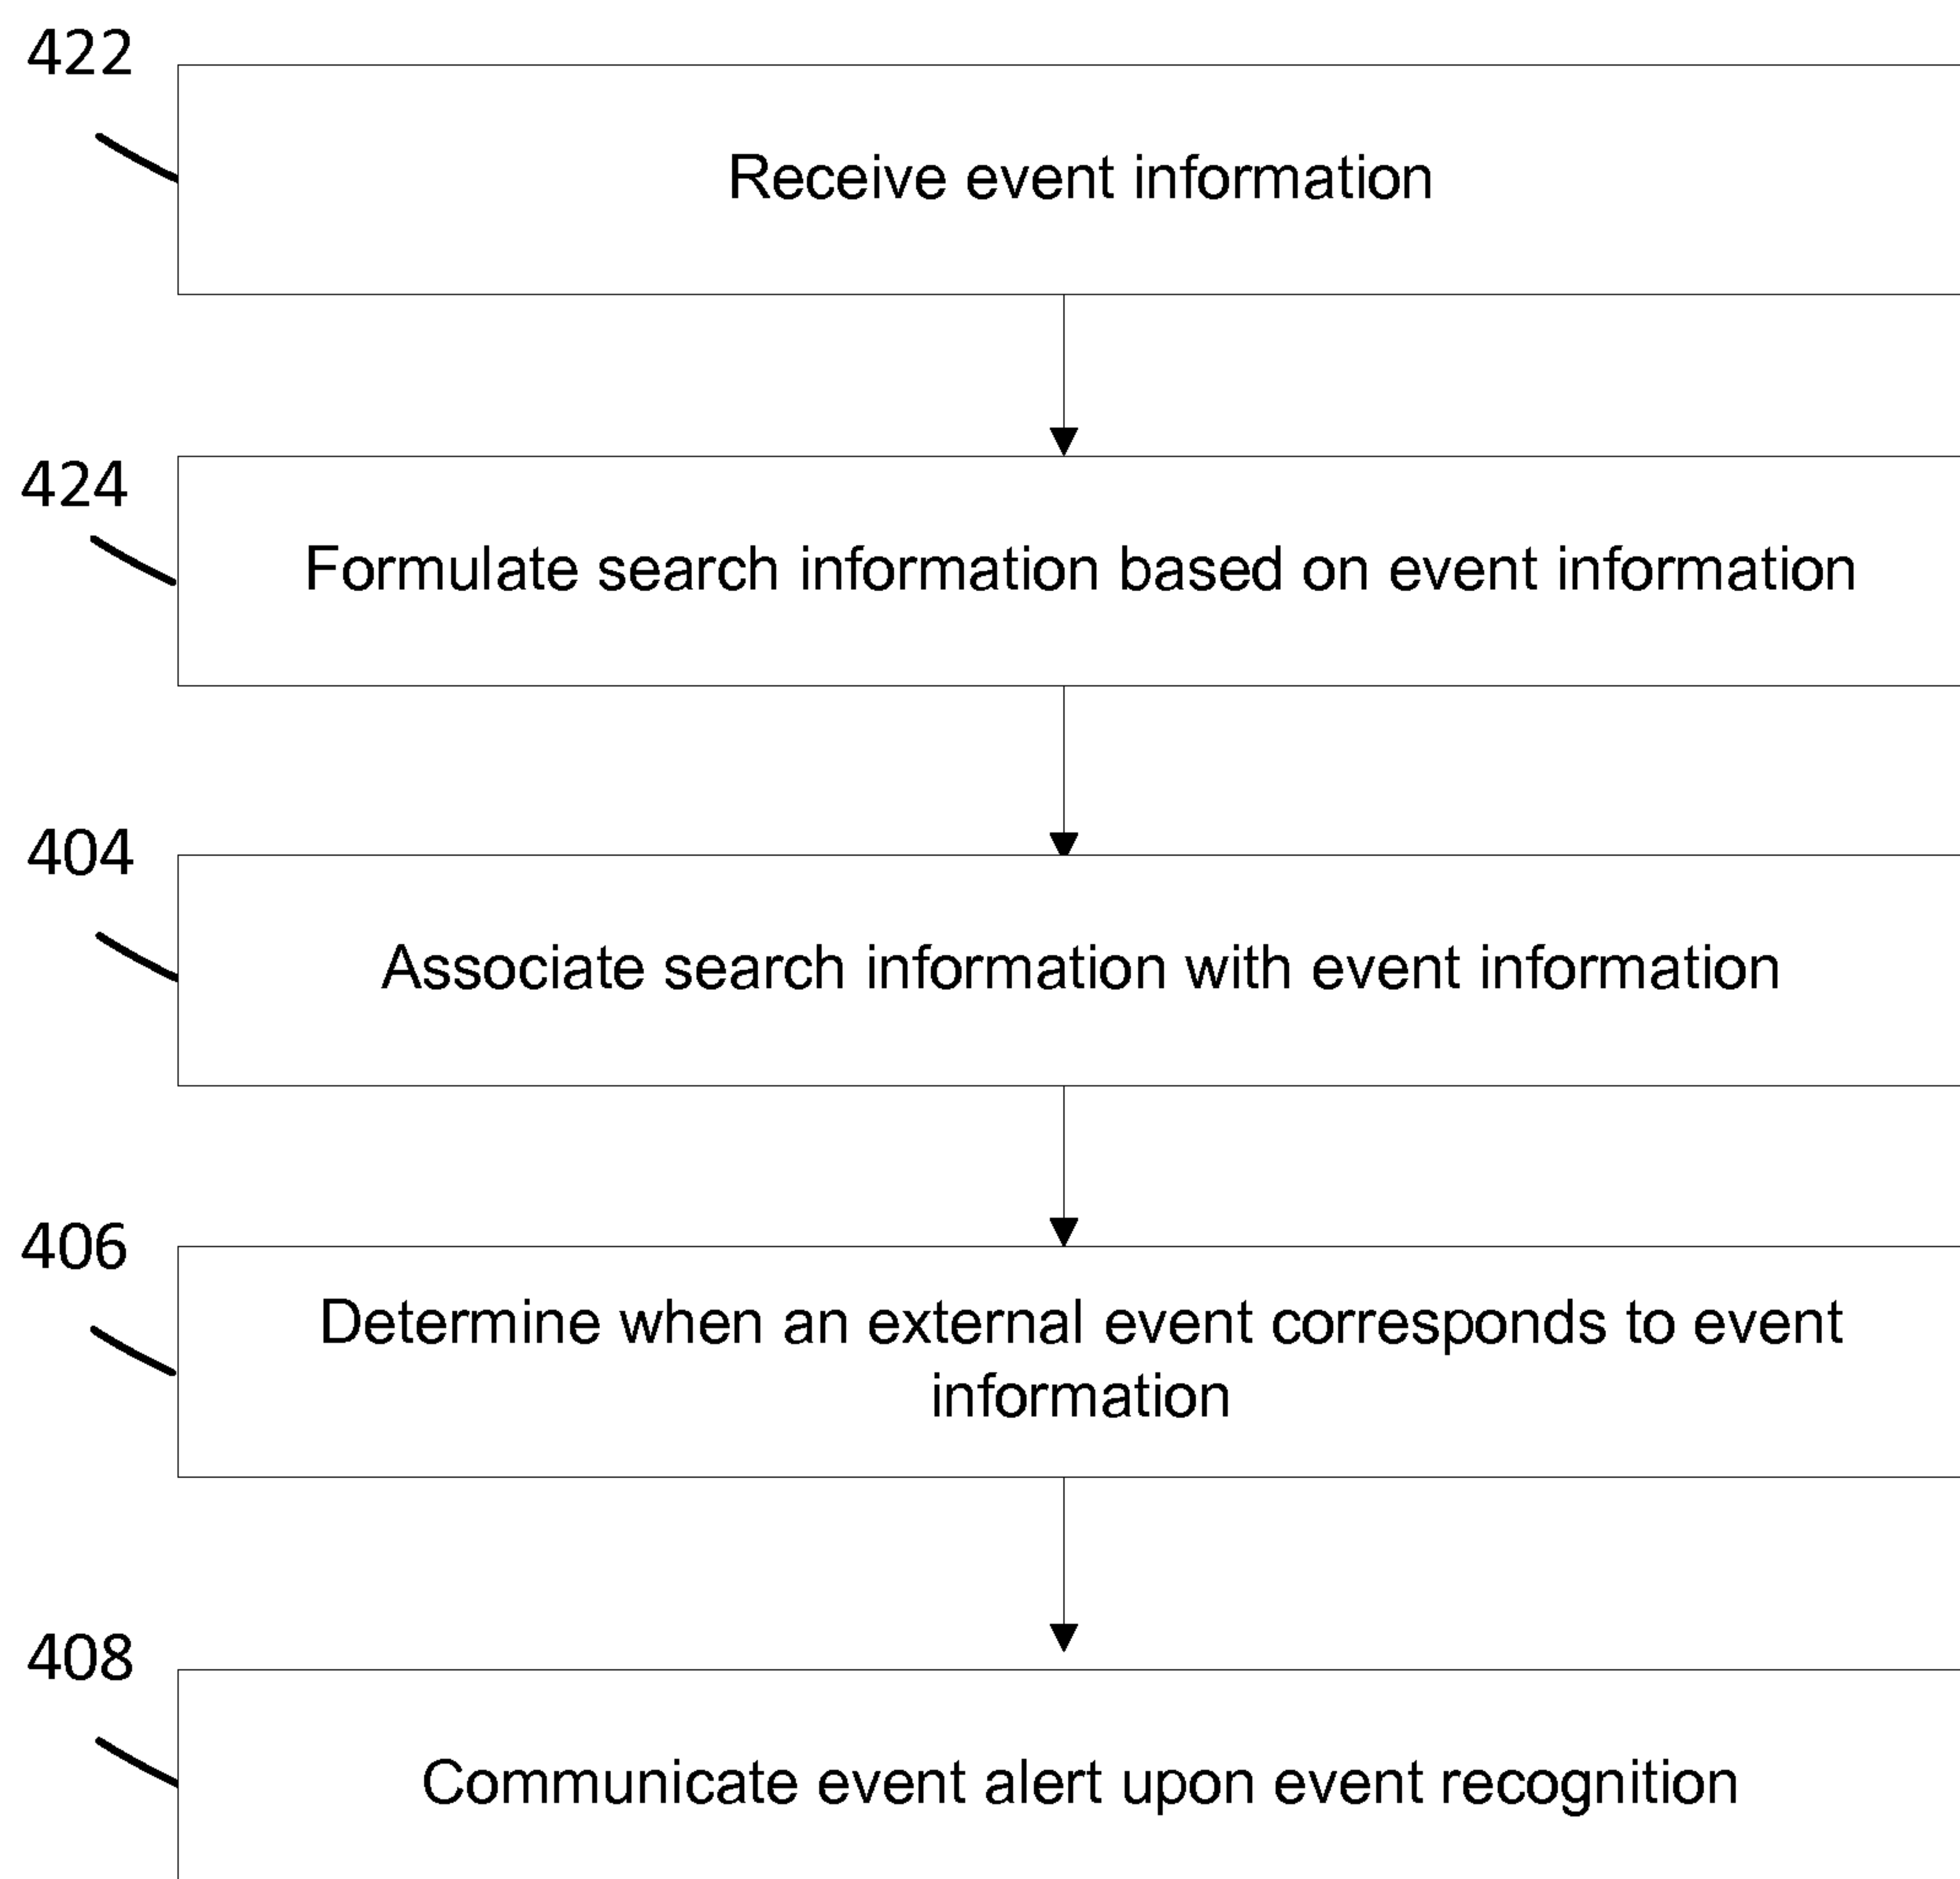 422
Receive event information
424
Formulate search information based on event information
404
Associate search information with event information
406
Determine when an external event corresponds to event
information
408
Communicate event alert upon event recognition